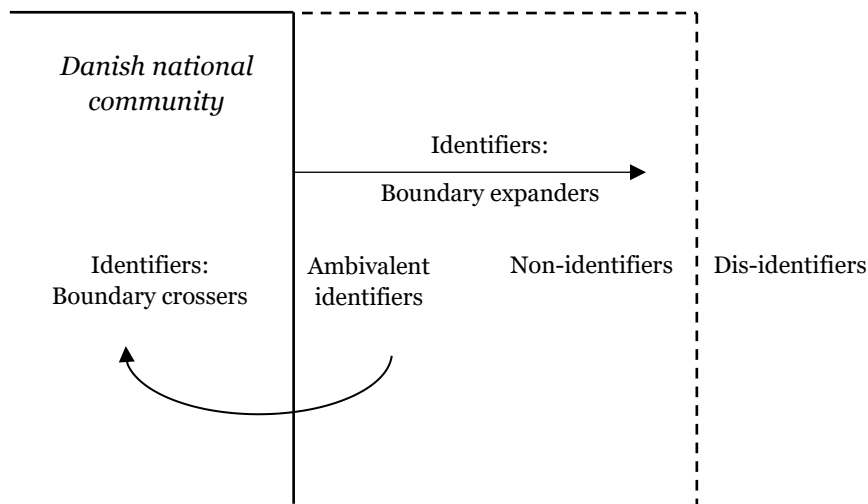 Danish national
community
Identifiers:
Boundary expanders
Identifiers:
Boundary crossers
Ambivalent
identifiers
Non-identifiers
Dis-identifiers